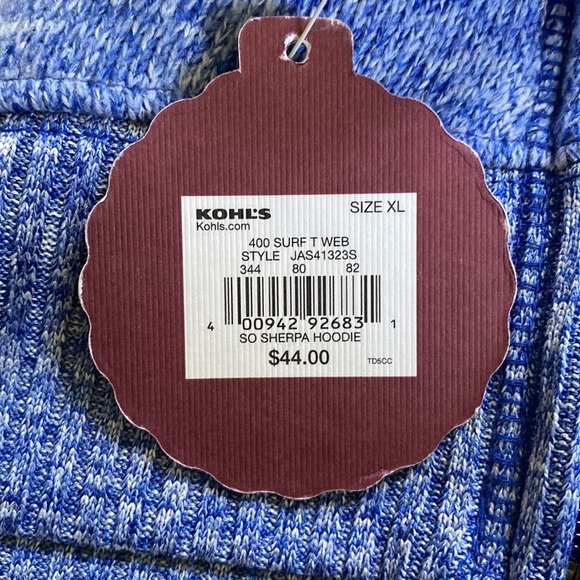 KOHL'S SIZE XL
Kohls.com
400 SURF T WEB
STYLE JAS41323S
344 80 82
4 00942 92683 1
SO SHERPA HOODIE
$44.00 TD5CC